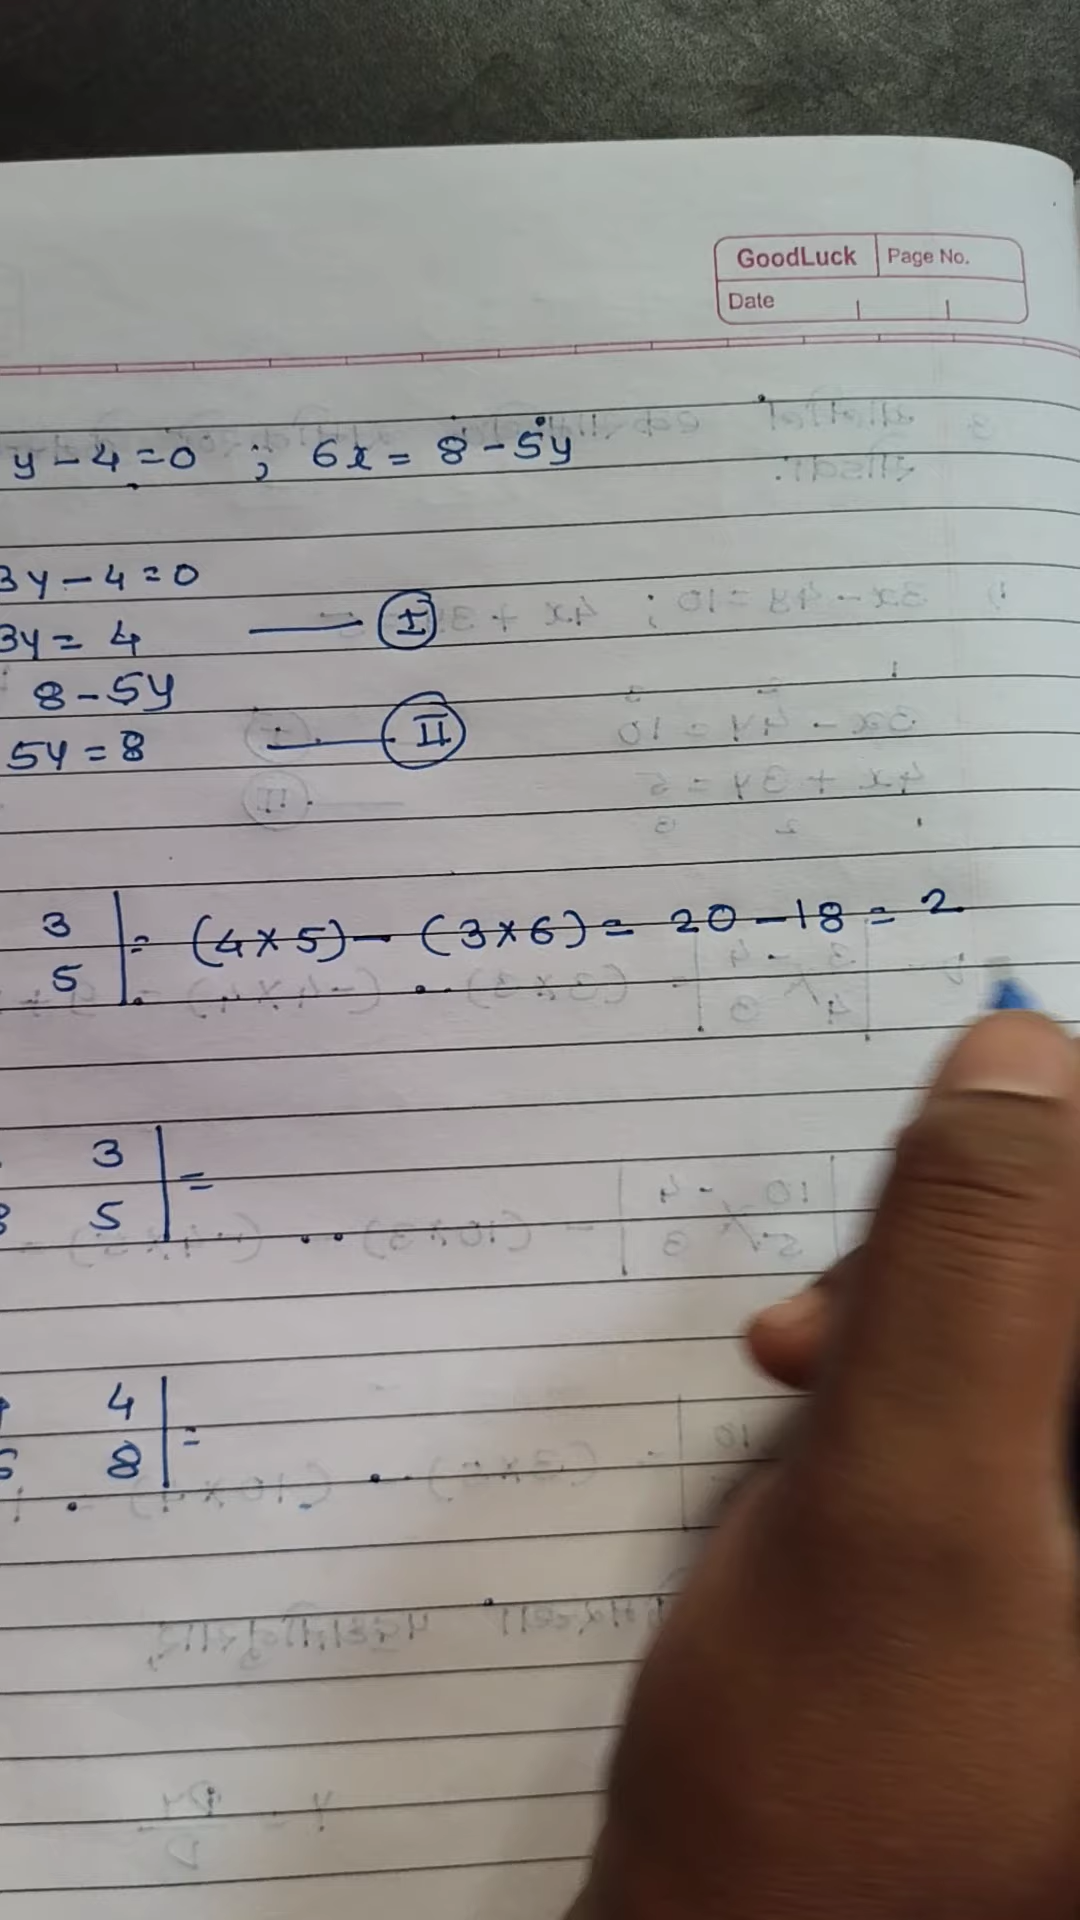 GoodLuck Page No.
Date
y - 4 = 0 ; 6x = 8 - 5y
3y - 4 = 0
3y = 4 —— I
8 - 5y
5y = 8 —— II
3
5 | = (4 × 5) - (3 × 6) = 20 - 18 = 2
3
5 | =
4
8 | =